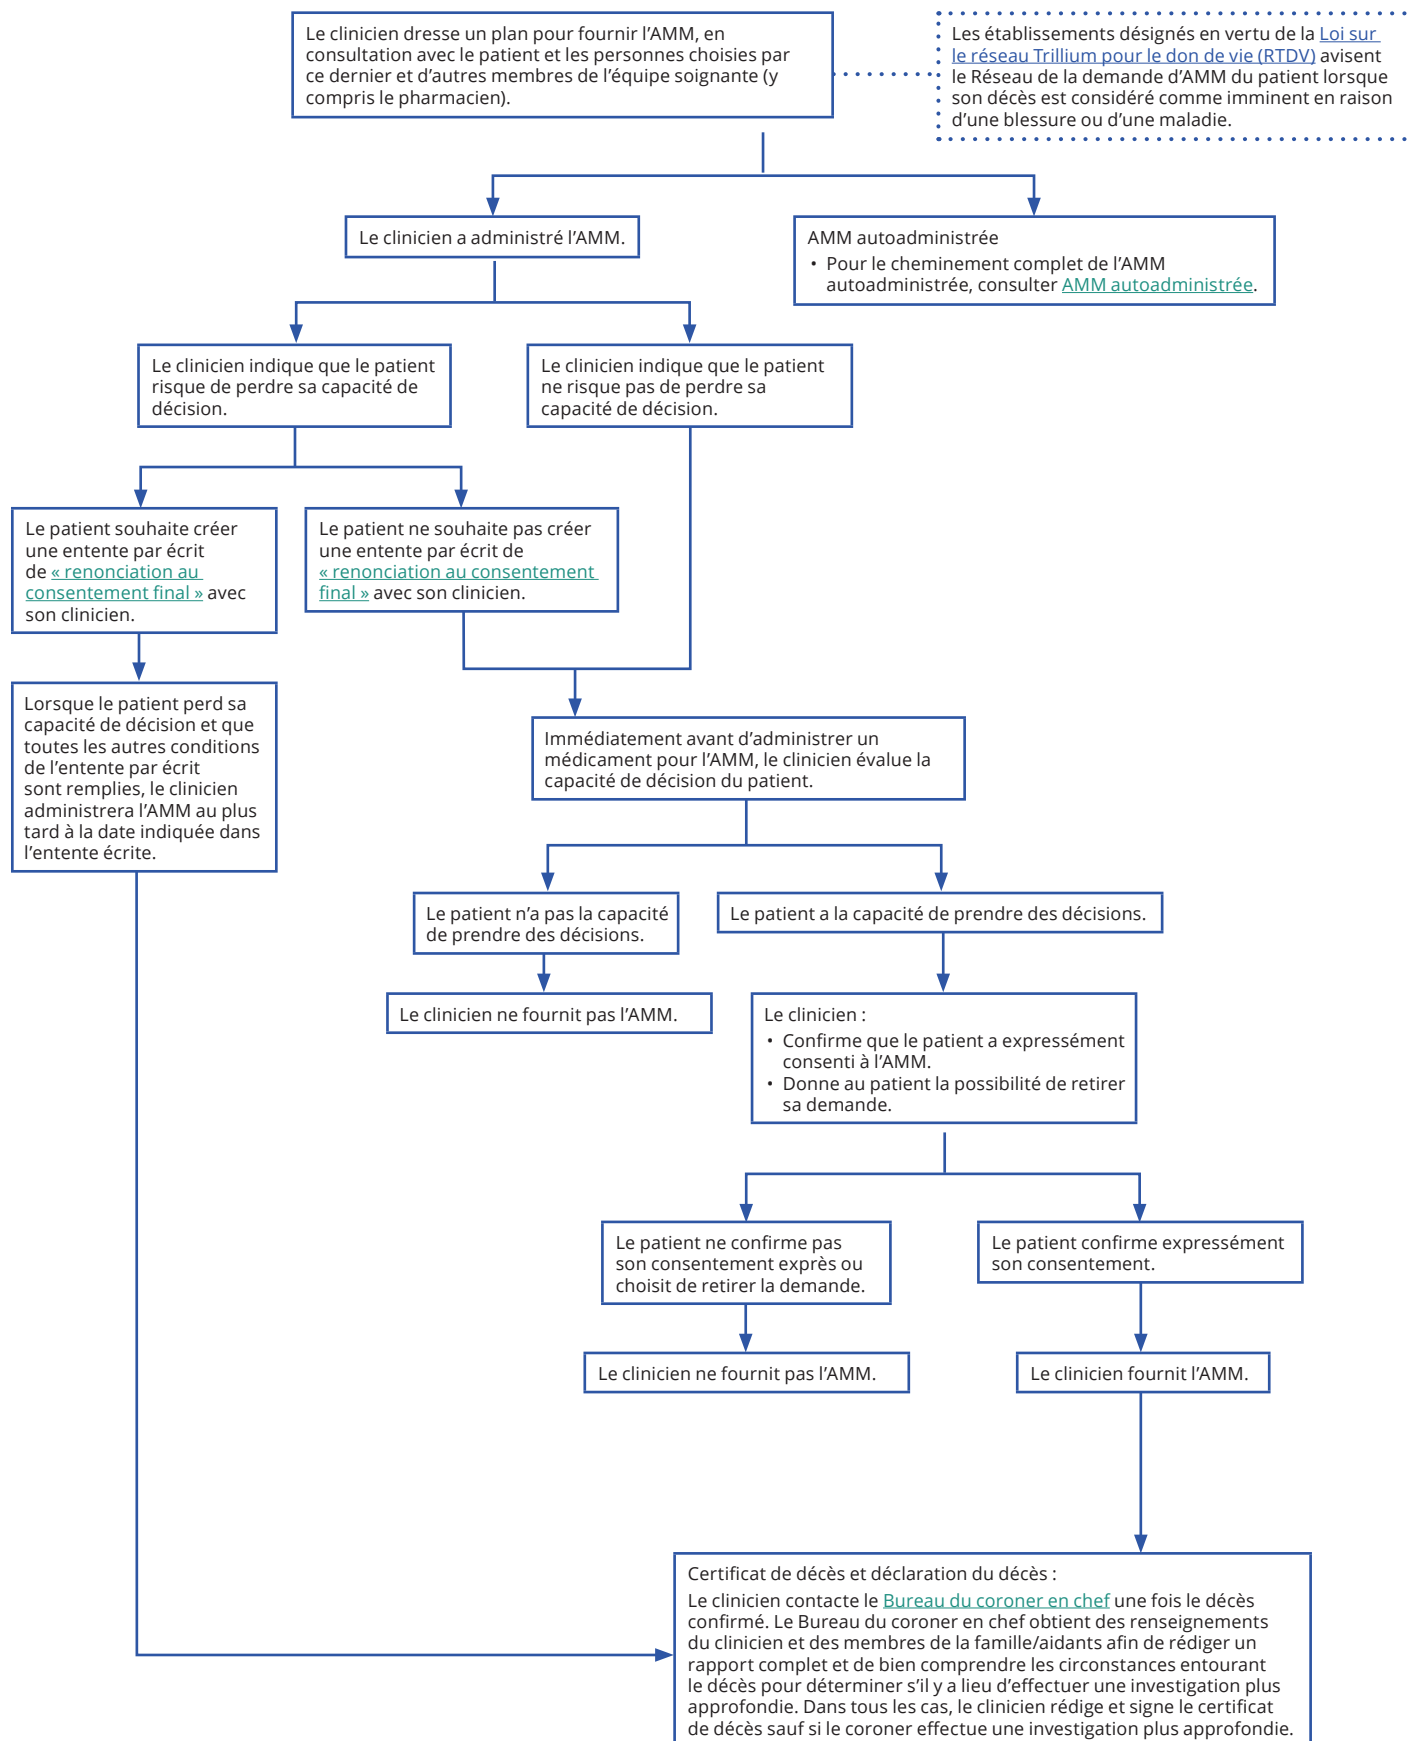 Le clinicien dresse un plan pour fournir l’AMM, en
consultation avec le patient et les personnes choisies par
ce dernier et d’autres membres de l’équipe soignante (y
compris le pharmacien).
Les établissements désignés en vertu de la Loi sur
le réseau Trillium pour le don de vie (RTDV) avisent
le Réseau de la demande d’AMM du patient lorsque
son décès est considéré comme imminent en raison
d’une blessure ou d’une maladie.
Le clinicien a administré l’AMM.
AMM autoadministrée
• Pour le cheminement complet de l’AMM
autoadministrée, consulter AMM autoadministrée.
Le clinicien indique que le patient
risque de perdre sa capacité de
décision.
Le clinicien indique que le patient
ne risque pas de perdre sa
capacité de décision.
Le patient souhaite créer
une entente par écrit
de « renonciation au
consentement final » avec
son clinicien.
Le patient ne souhaite pas créer
une entente par écrit de
« renonciation au consentement
final » avec son clinicien.
Lorsque le patient perd sa
capacité de décision et que
toutes les autres conditions
de l’entente par écrit
sont remplies, le clinicien
administrera l’AMM au plus
tard à la date indiquée dans
l’entente écrite.
Immédiatement avant d’administrer un
médicament pour l’AMM, le clinicien évalue la
capacité de décision du patient.
Le patient n’a pas la capacité
de prendre des décisions.
Le patient a la capacité de prendre des décisions.
Le clinicien ne fournit pas l’AMM.
Le clinicien :
• Confirme que le patient a expressément
consenti à l’AMM.
• Donne au patient la possibilité de retirer
sa demande.
Le patient ne confirme pas
son consentement exprès ou
choisit de retirer la demande.
Le patient confirme expressément
son consentement.
Le clinicien ne fournit pas l’AMM.
Le clinicien fournit l’AMM.
Certificat de décès et déclaration du décès :
Le clinicien contacte le Bureau du coroner en chef une fois le décès
confirmé. Le Bureau du coroner en chef obtient des renseignements
du clinicien et des membres de la famille/aidants afin de rédiger un
rapport complet et de bien comprendre les circonstances entourant
le décès pour déterminer s’il y a lieu d’effectuer une investigation plus
approfondie. Dans tous les cas, le clinicien rédige et signe le certificat
de décès sauf si le coroner effectue une investigation plus approfondie.